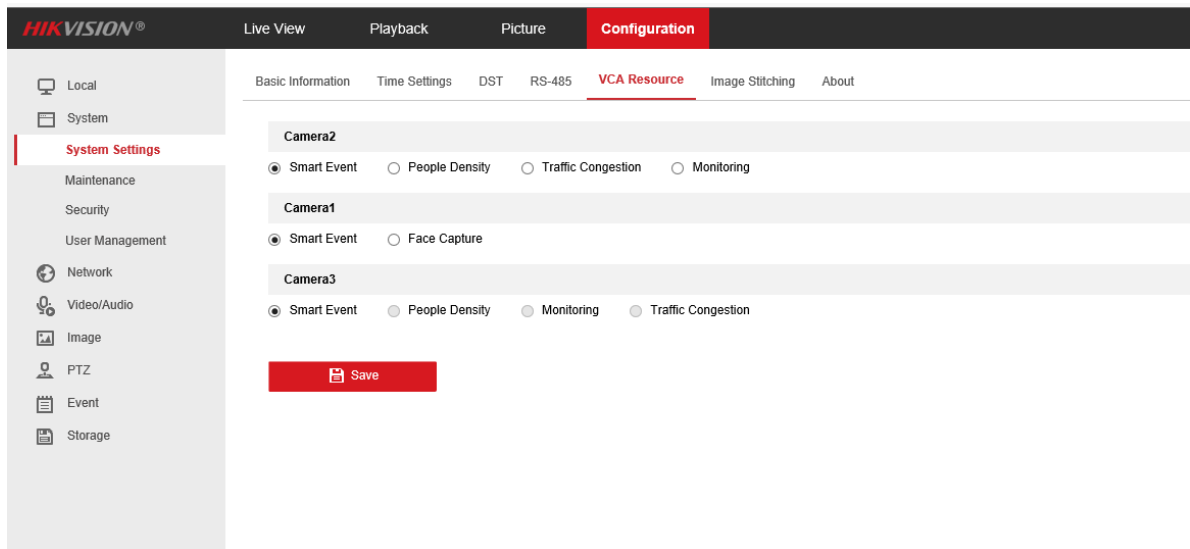 HIKVISION® Live View Playback Picture Configuration
Basic Information Time Settings DST RS-485 VCA Resource Image Stitching About
Local
System
System Settings
Maintenance
Security
User Management
Network
Video/Audio
Image
PTZ
Event
Storage
Camera2
Smart Event People Density Traffic Congestion Monitoring
Camera1
Smart Event Face Capture
Camera3
Smart Event People Density Monitoring Traffic Congestion
Save